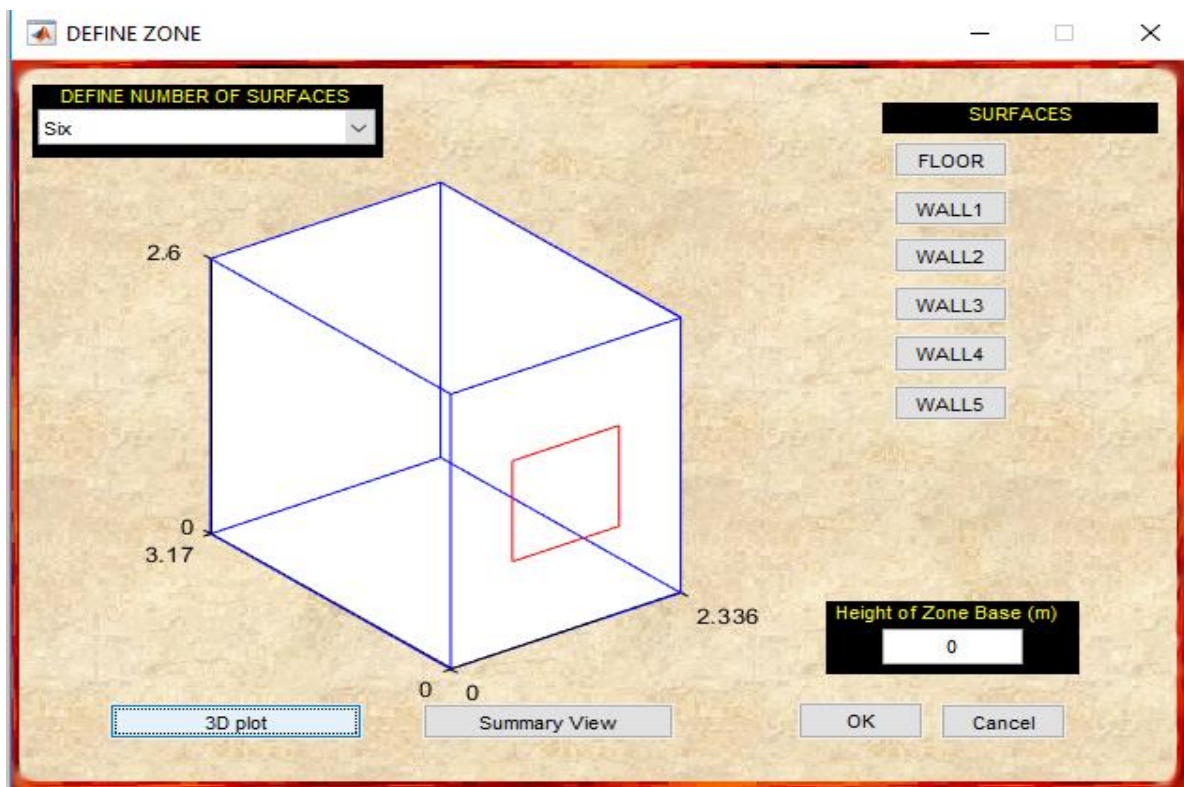 DEFINE ZONE
DEFINE NUMBER OF SURFACES
Six
SURFACES
FLOOR
WALL1
WALL2
WALL3
WALL4
WALL5
2.6
0
3.17
2.336
0 0
Height of Zone Base (m)
0
3D plot
Summary View
OK
Cancel